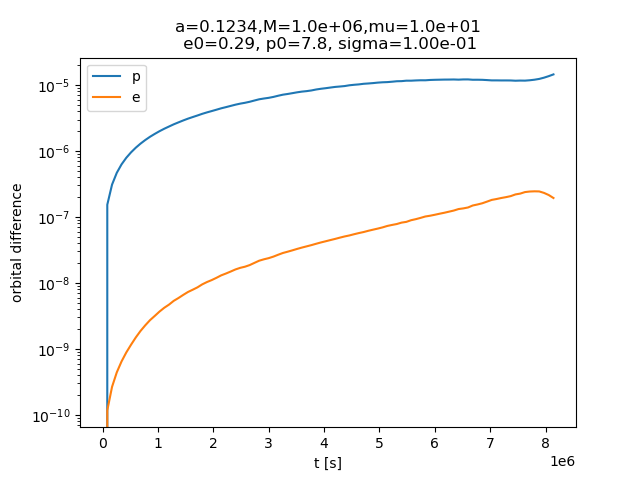 a=0.1234,M=1.0e+06,mu=1.0e+01
e0=0.29, p0=7.8, sigma=1.00e-01
p
e
10⁻⁵
10⁻⁶
10⁻⁷
10⁻⁸
10⁻⁹
10⁻¹⁰
orbital difference
0 1 2 3 4 5 6 7 8
1e6
t [s]